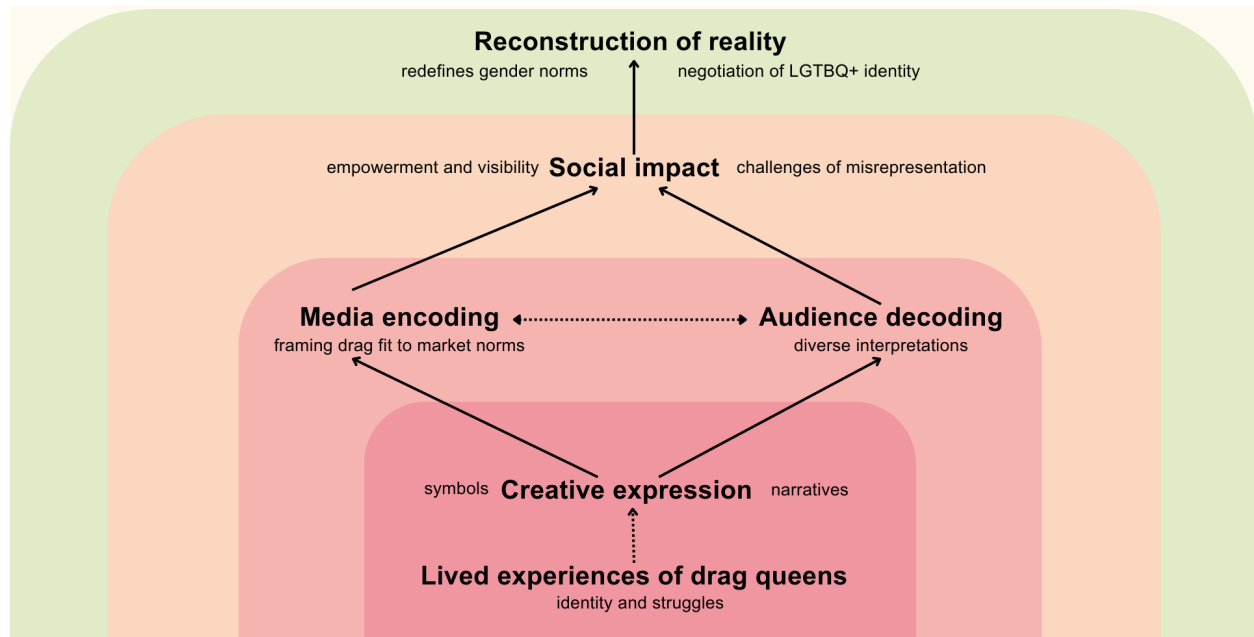 Reconstruction of reality
redefines gender norms
negotiation of LGTBQ+ identity
empowerment and visibility
Social impact
challenges of misrepresentation
Media encoding
framing drag fit to market norms
Audience decoding
diverse interpretations
symbols
Creative expression
narratives
Lived experiences of drag queens
identity and struggles